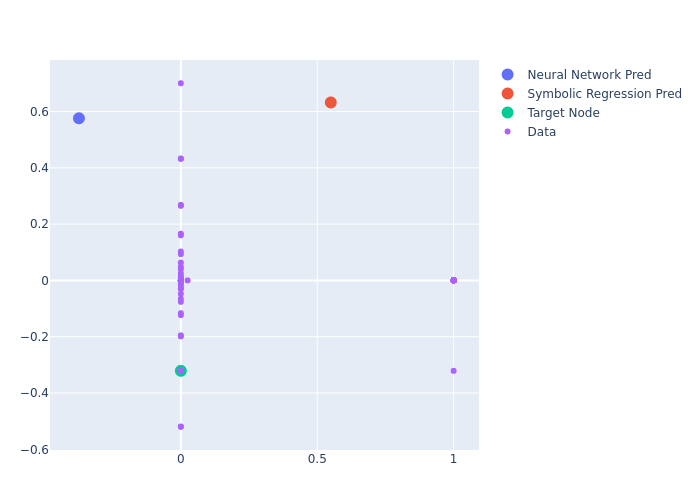 Neural Network Pred
Symbolic Regression Pred
Target Node
Data
0.6
0.4
0.2
0
−0.2
−0.4
−0.6
0
0.5
1